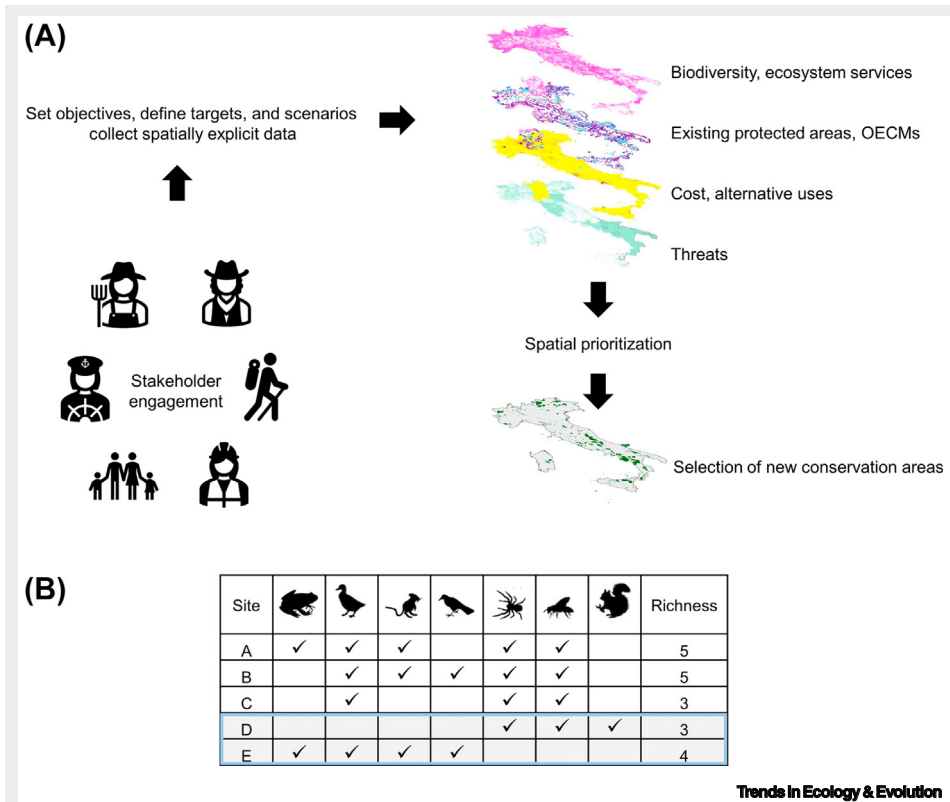 (A)
Set objectives, define targets, and scenarios
collect spatially explicit data
Biodiversity, ecosystem services
Existing protected areas, OECMs
Cost, alternative uses
Threats
Stakeholder
engagement
Spatial prioritization
Selection of new conservation areas
(B)
Site Richness
A ✓ ✓ ✓ ✓ ✓ 5
B ✓ ✓ ✓ ✓ ✓ 5
C ✓ ✓ ✓ 3
D ✓ ✓ ✓ 3
E ✓ ✓ ✓ ✓ 4
Trends in Ecology & Evolution